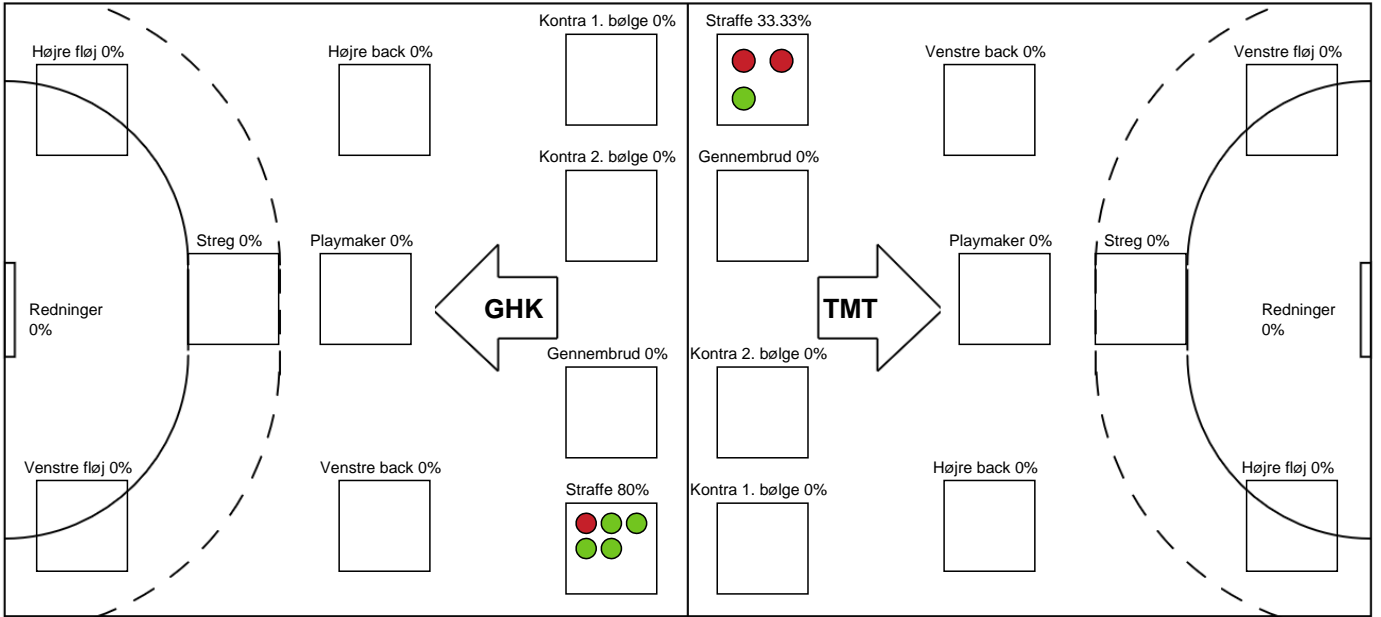 Kontra 1. bølge 0%
Straffe 33.33%
Højre fløj 0%
Højre back 0%
Venstre back 0%
Venstre fløj 0%
Kontra 2. bølge 0%
Gennembrud 0%
Streg 0%
Playmaker 0%
Playmaker 0%
Streg 0%
Redninger
0%
GHK
TMT
Redninger
0%
Gennembrud 0%
Kontra 2. bølge 0%
Venstre fløj 0%
Venstre back 0%
Højre back 0%
Højre fløj 0%
Straffe 80%
Kontra 1. bølge 0%